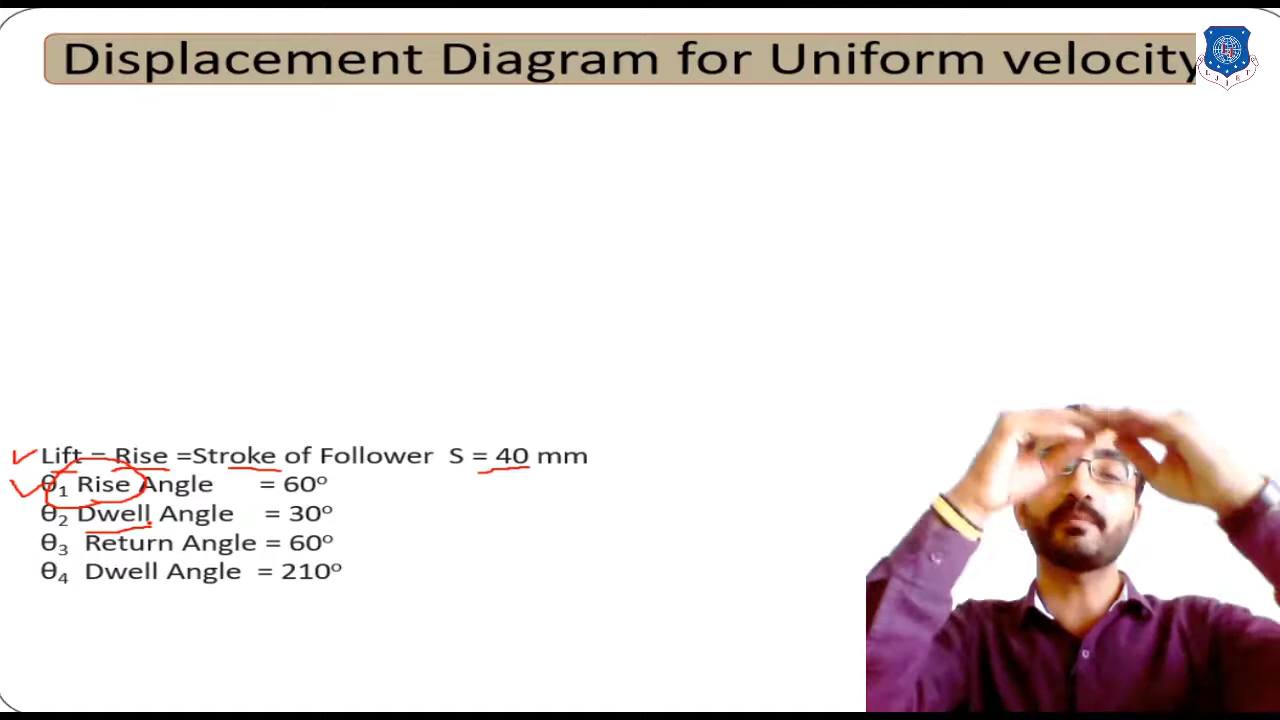 Displacement Diagram for Uniform velocity
Lift = Rise =Stroke of Follower S = 40 mm
θ₁ Rise Angle = 60°
θ₂ Dwell Angle = 30°
θ₃ Return Angle = 60°
θ₄ Dwell Angle = 210°